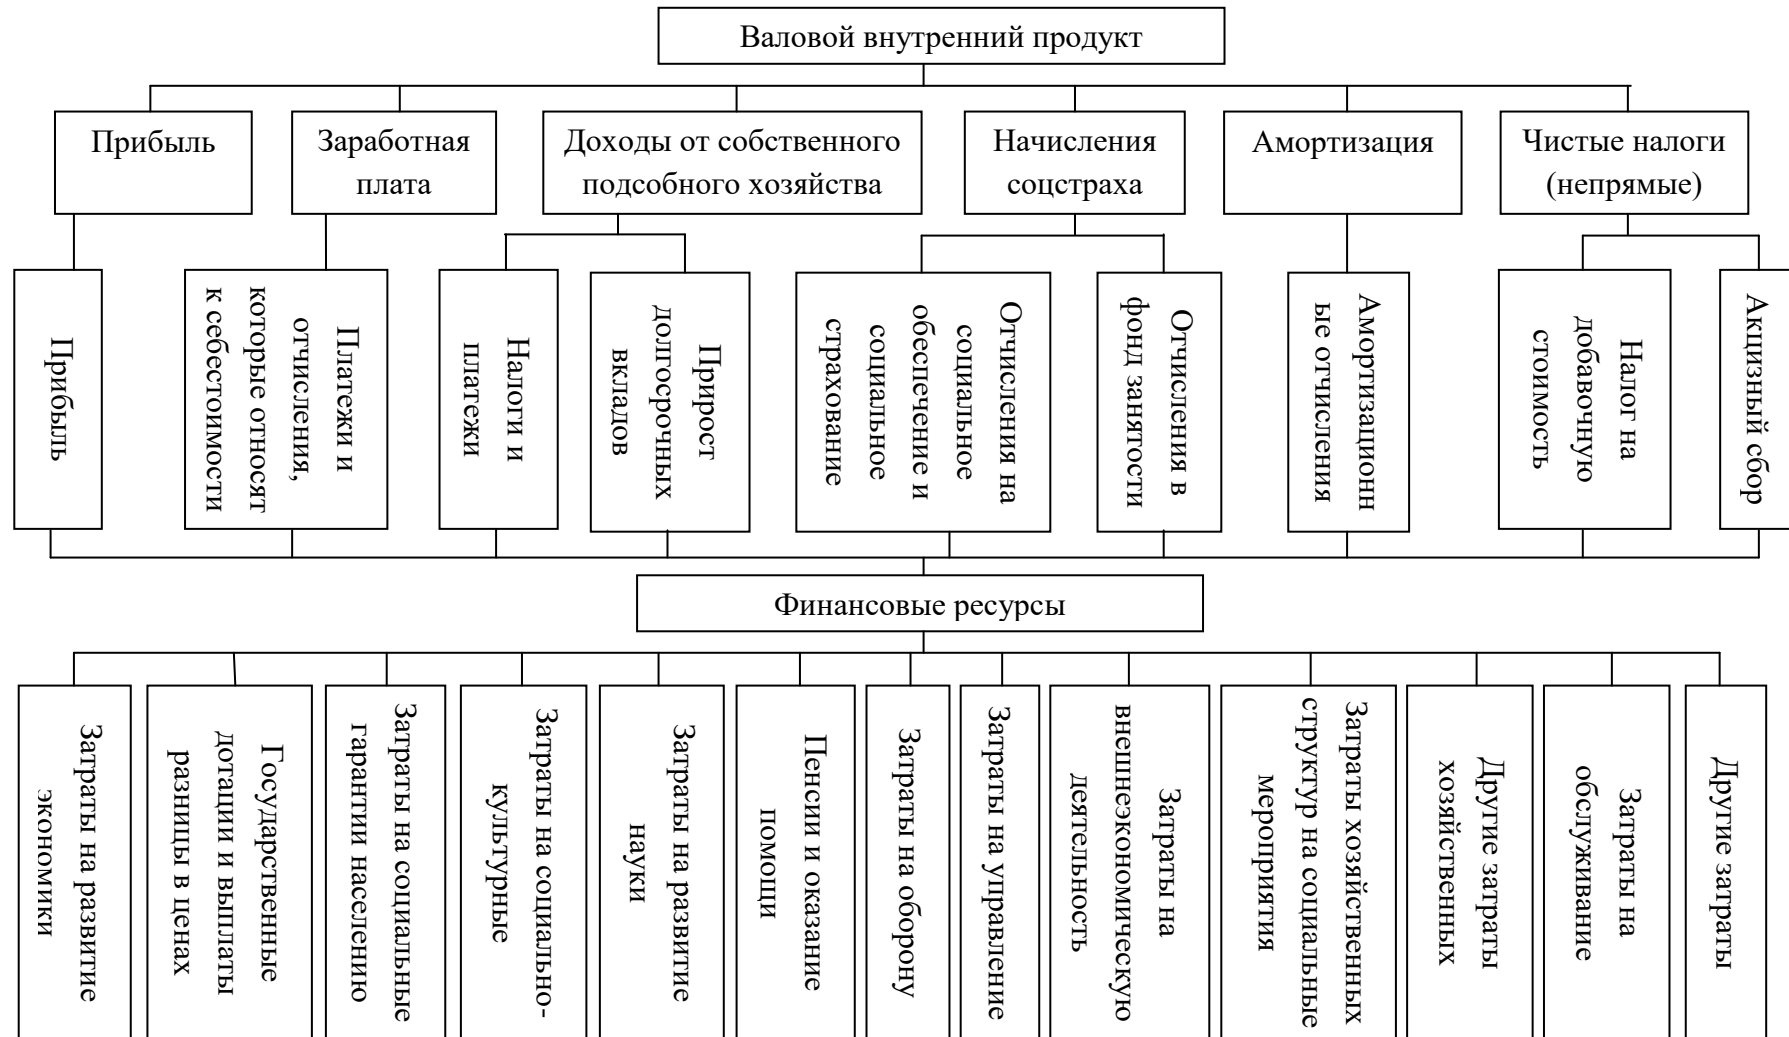 Валовой внутренний продукт
Прибыль
Заработная
плата
Доходы от собственного
подсобного хозяйства
Начисления
соцстраха
Амортизация
Чистые налоги
(непрямые)
Прибыль
Платежи и
отчисления,
которые относят
к себестоимости
Налоги и
платежи
Прирост
долгосрочных
вкладов
Отчисления на
социальное
обеспечение и
социальное
страхование
Отчисления в
фонд занятости
Амортизационн
ые отчисления
Налог на
добавочную
стоимость
Акцизный сбор
Финансовые ресурсы
Затраты на развитие
экономики
Государственные
дотации и выплаты
разницы в ценах
Затраты на социальные
гарантии населению
Затраты на социально-
культурные
Затраты на развитие
науки
Пенсии и оказание
помощи
Затраты на оборону
Затраты на управление
Затраты на
внешнеэкономическую
деятельность
Затраты хозяйственных
структур на социальные
мероприятия
Другие затраты
хозяйственных
Затраты на
обслуживание
Другие затраты